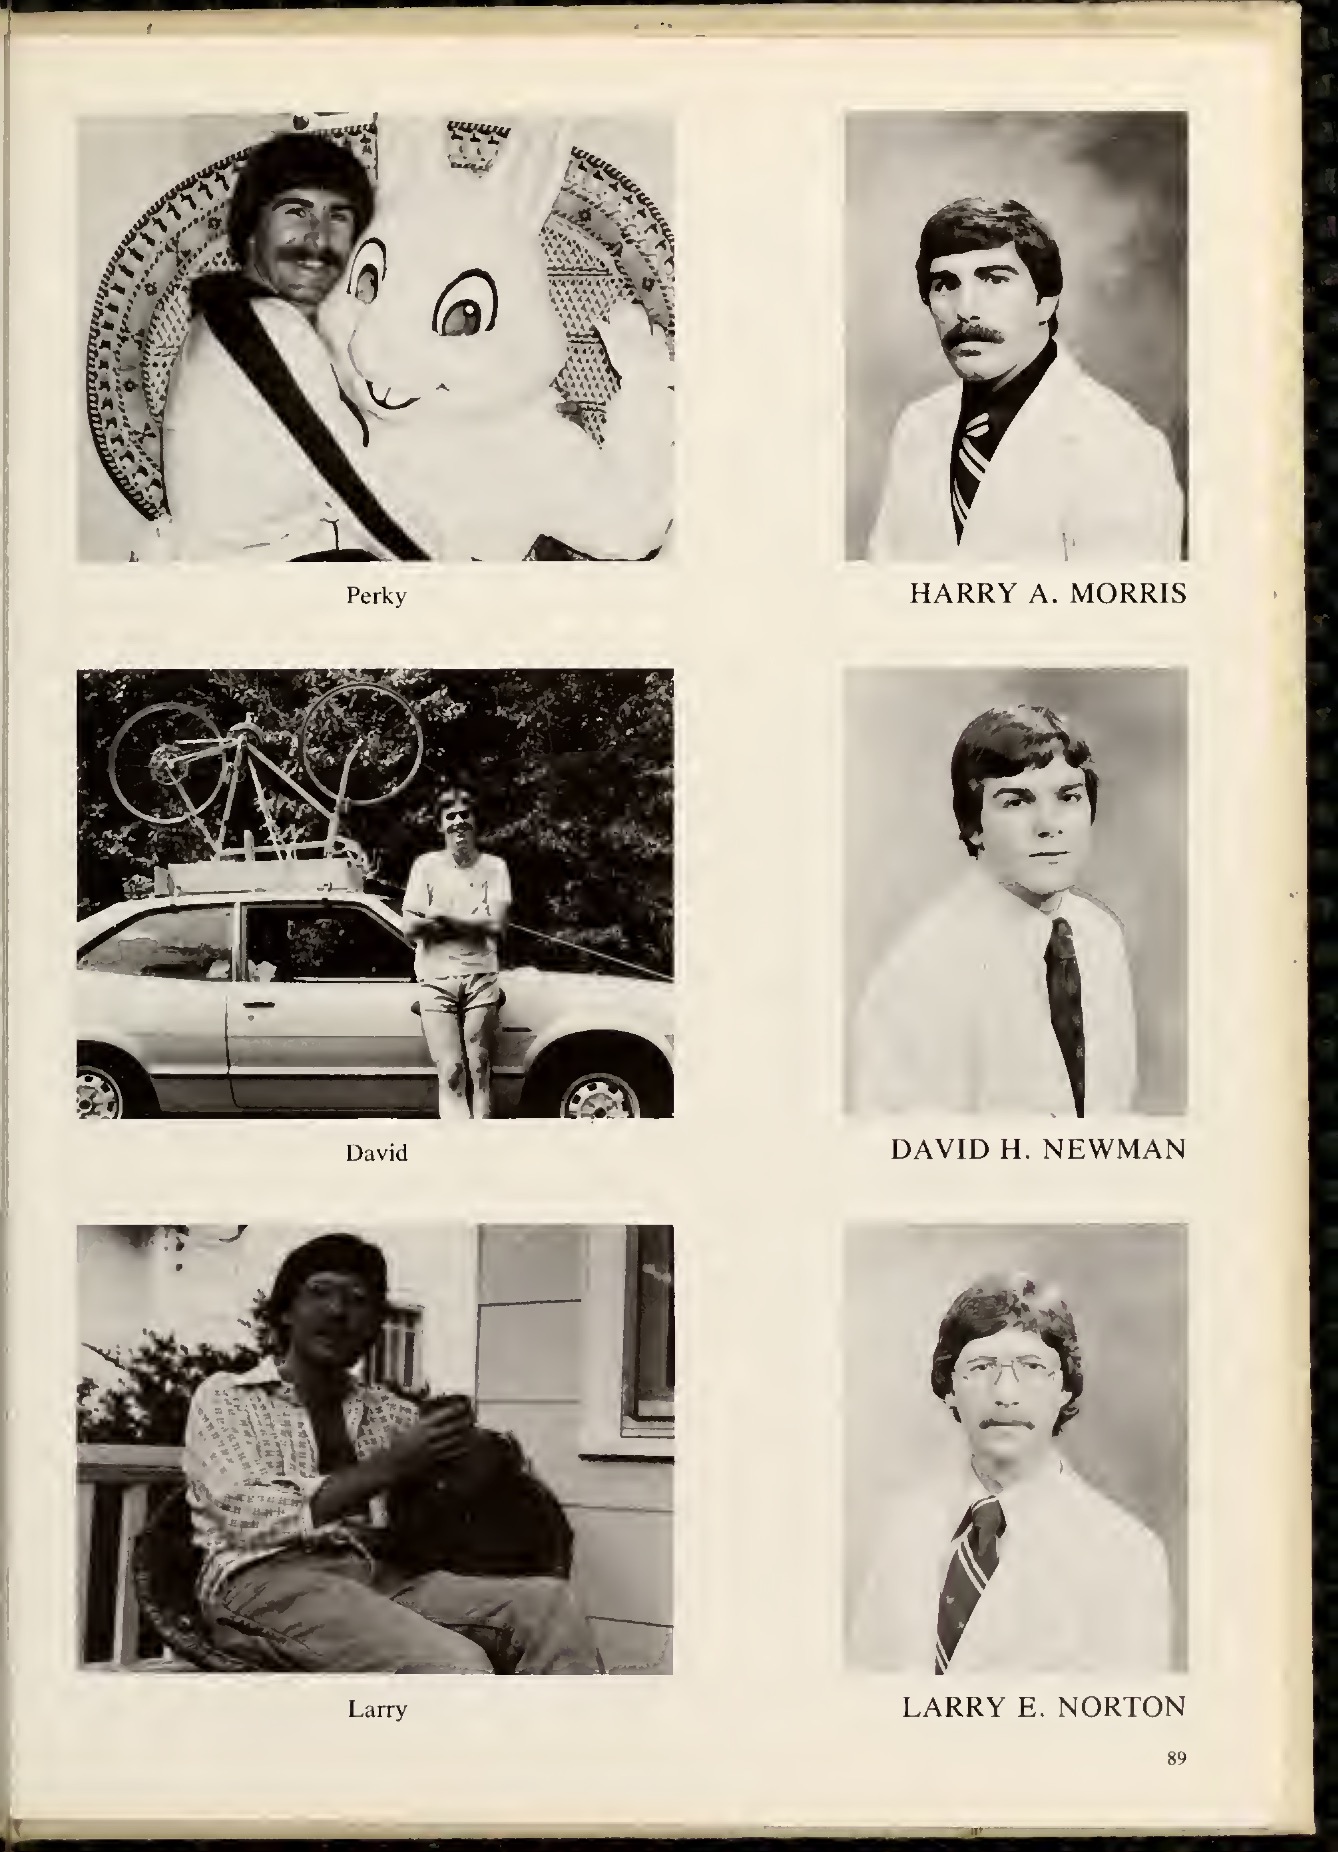 Perky
HARRY A. MORRIS
David
DAVID H. NEWMAN
Larry
LARRY E. NORTON
89